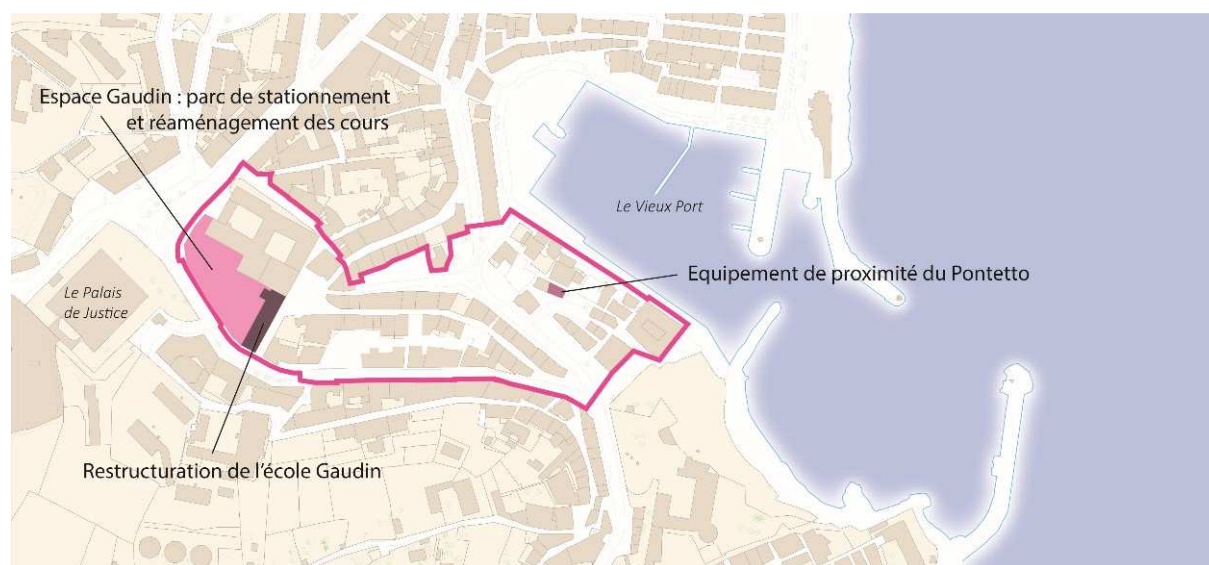 Espace Gaudin : parc de stationnement
et réaménagement des cours
Le Vieux Port
Equipement de proximité du Pontetto
Le Palais
de Justice
Restructuration de l'école Gaudin